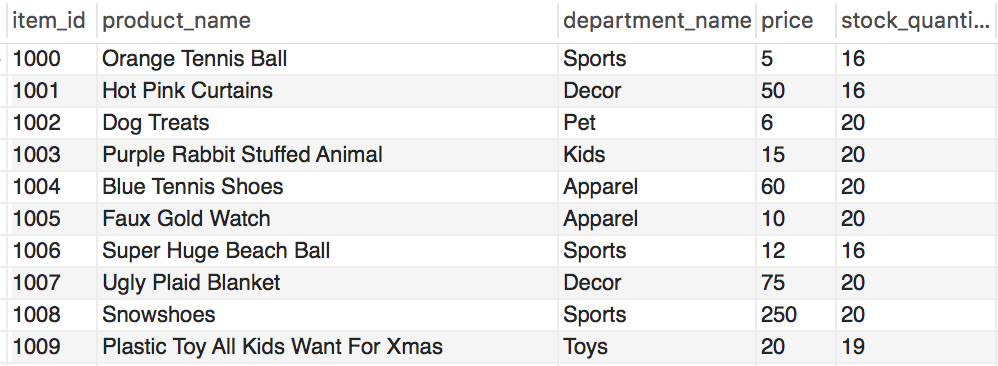 item_id product_name department_name price stock_quanti...
1000 Orange Tennis Ball Sports 5 16
1001 Hot Pink Curtains Decor 50 16
1002 Dog Treats Pet 6 20
1003 Purple Rabbit Stuffed Animal Kids 15 20
1004 Blue Tennis Shoes Apparel 60 20
1005 Faux Gold Watch Apparel 10 20
1006 Super Huge Beach Ball Sports 12 16
1007 Ugly Plaid Blanket Decor 75 20
1008 Snowshoes Sports 250 20
1009 Plastic Toy All Kids Want For Xmas Toys 20 19